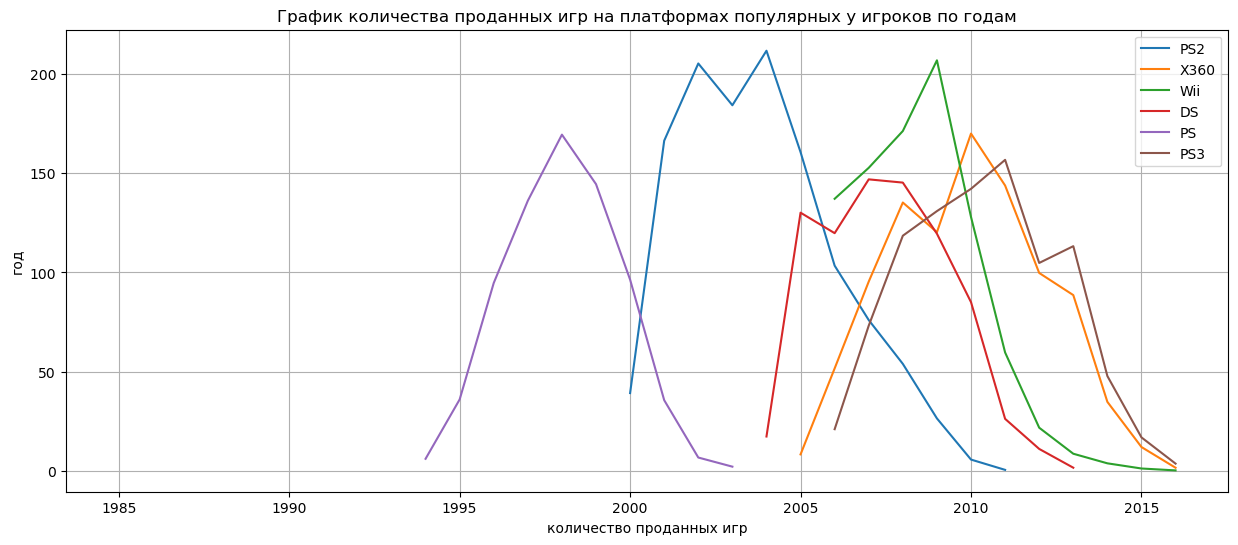 График количества проданных игр на платформах популярных у игроков по годам
PS2
X360
Wii
DS
PS
PS3
год
200
150
100
50
0
1985 1990 1995 2000 2005 2010 2015
количество проданных игр